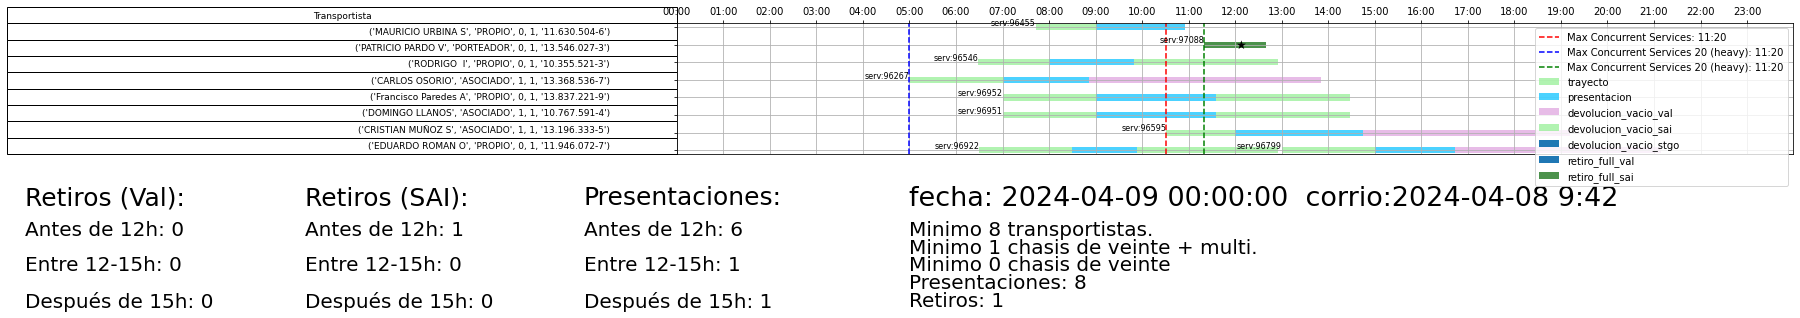 Transportista
00:00 01:00 02:00 03:00 04:00 05:00 06:00 07:00 08:00 09:00 10:00 11:00 12:00 13:00 14:00 15:00 16:00 17:00 18:00 19:00 20:00 21:00 22:00 23:00
('MAURICIO URBINA S', 'PROPIO', 0, 1, '11.630.504-6')
serv:96455
('PATRICIO PARDO V', 'PORTEADOR', 0, 1, '13.546.027-3')
serv:97088
('RODRIGO  I', 'PROPIO', 0, 1, '10.355.521-3')
serv:96546
('CARLOS OSORIO', 'ASOCIADO', 1, 1, '13.368.536-7')
serv:96267
('Francisco Paredes A', 'PROPIO', 0, 1, '13.837.221-9')
serv:96952
('DOMINGO LLANOS', 'ASOCIADO', 1, 1, '10.767.591-4')
serv:96951
('CRISTIAN MUÑOZ S', 'ASOCIADO', 1, 1, '13.196.333-5')
serv:96595
('EDUARDO ROMAN O', 'PROPIO', 0, 1, '11.946.072-7')
serv:96922
serv:96799
Max Concurrent Services: 11:20
Max Concurrent Services 20 (heavy): 11:20
Max Concurrent Services 20 (heavy): 11:20
trayecto
presentacion
devolucion_vacio_val
devolucion_vacio_sai
devolucion_vacio_stgo
retiro_full_val
retiro_full_sai
Retiros (Val):
Antes de 12h: 0
Entre 12-15h: 0
Después de 15h: 0
Retiros (SAI):
Antes de 12h: 1
Entre 12-15h: 0
Después de 15h: 0
Presentaciones:
Antes de 12h: 6
Entre 12-15h: 1
Después de 15h: 1
fecha: 2024-04-09 00:00:00  corrio:2024-04-08 9:42
Minimo 8 transportistas.
Minimo 1 chasis de veinte + multi.
Minimo 0 chasis de veinte
Presentaciones: 8
Retiros: 1